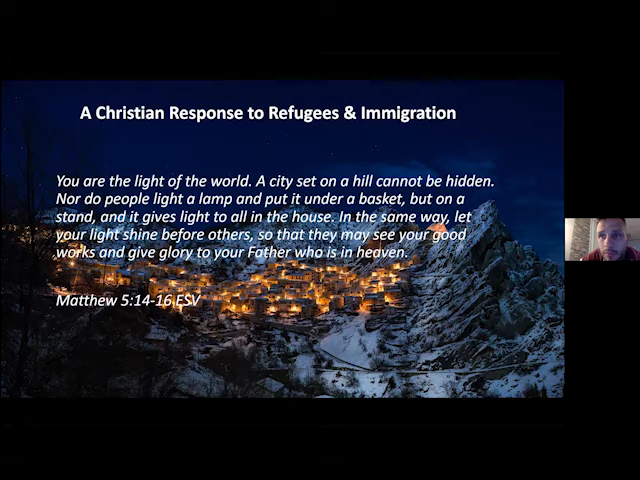 A Christian Response to Refugees & Immigration
You are the light of the world. A city set on a hill cannot be hidden.
Nor do people light a lamp and put it under a basket, but on a
stand, and it gives light to all in the house. In the same way, let
your light shine before others, so that they may see your good
works and give glory to your Father who is in heaven.
Matthew 5:14-16 ESV